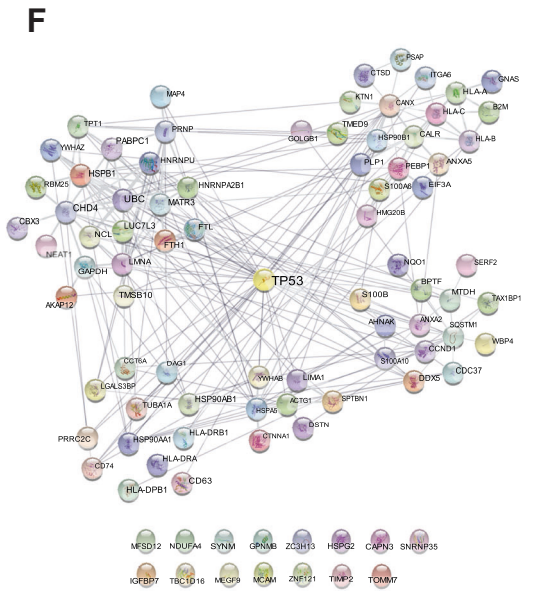 F
PSAP
CTSD
ITGA6
GNAS
MAP4
KTN1
CANX
HLA-A
HLA-C
B2M
TPT1
PRNP
GOLGB1
TMED9
HSP90B1
CALR
HLA-B
YWHAZ
PABPC1
HNRNPU
PLP1
PEBP1
ANXA5
HSPB1
RBM25
HNRNPA2B1
S100A6
EIF3A
UBC
MATR3
CHD4
HMG20B
CBX3
LUC7L3
FTL
NCL
FTH1
NEAT1
GAPDH
LMNA
NQO1
SERF2
TP53
BPTF
AKAP12
TMSB10
S100B
MTDH
TAX1BP1
AHNAK
ANXA2
SQSTM1
WBP4
CCND1
S100A10
CCT6A
DAG1
YWHAB
LIMA1
DDX5
CDC37
LGALS3BP
TUBA1A
HSP90AB1
HSPA5
ACTG1
SPTBN1
PRRC2C
HSP90AA1
HLA-DRB1
CTNNA1
DSTN
CD74
HLA-DRA
HLA-DPB1
CD63
MFSD12 NDUFA4 SYNM GPNMB ZC3H13 HSPG2 CAPN3 SNRNP35
IGFBP7 TBC1D16 MEGF9 MCAM ZNF121 TIMP2 TOMM7